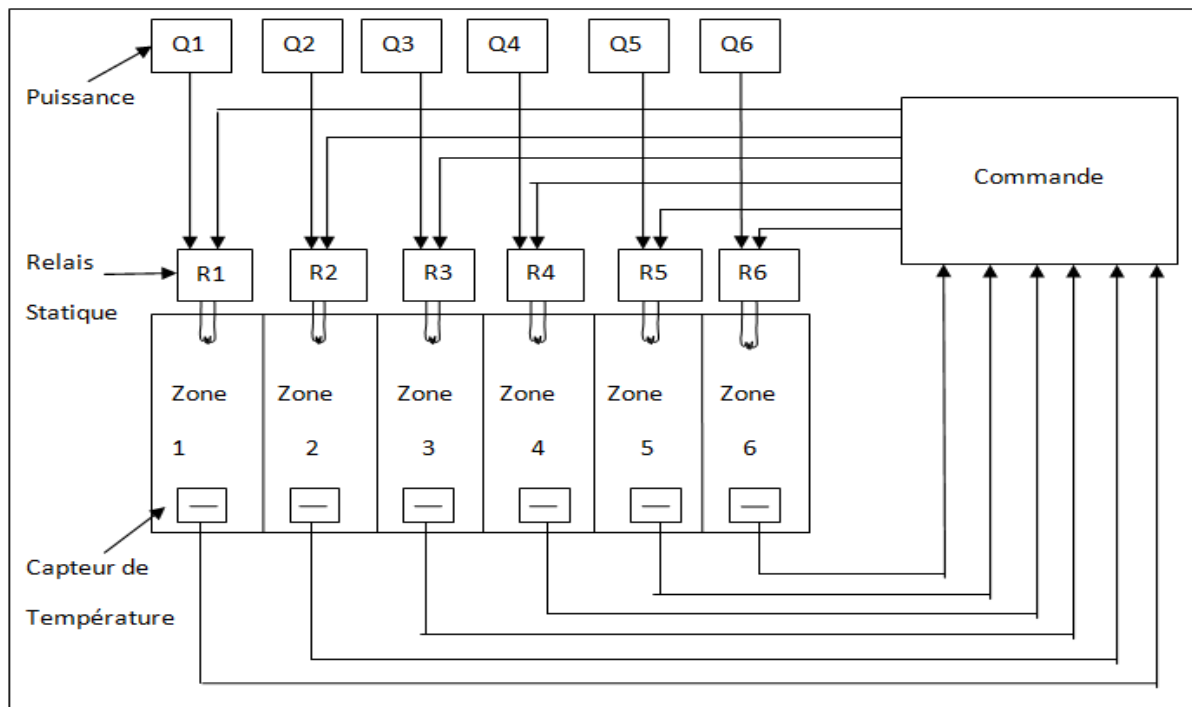 Q1 Q2 Q3 Q4 Q5 Q6
Puissance
Commande
Relais
Statique
R1 R2 R3 R4 R5 R6
Zone Zone Zone Zone Zone Zone
1 2 3 4 5 6
Capteur de
Température